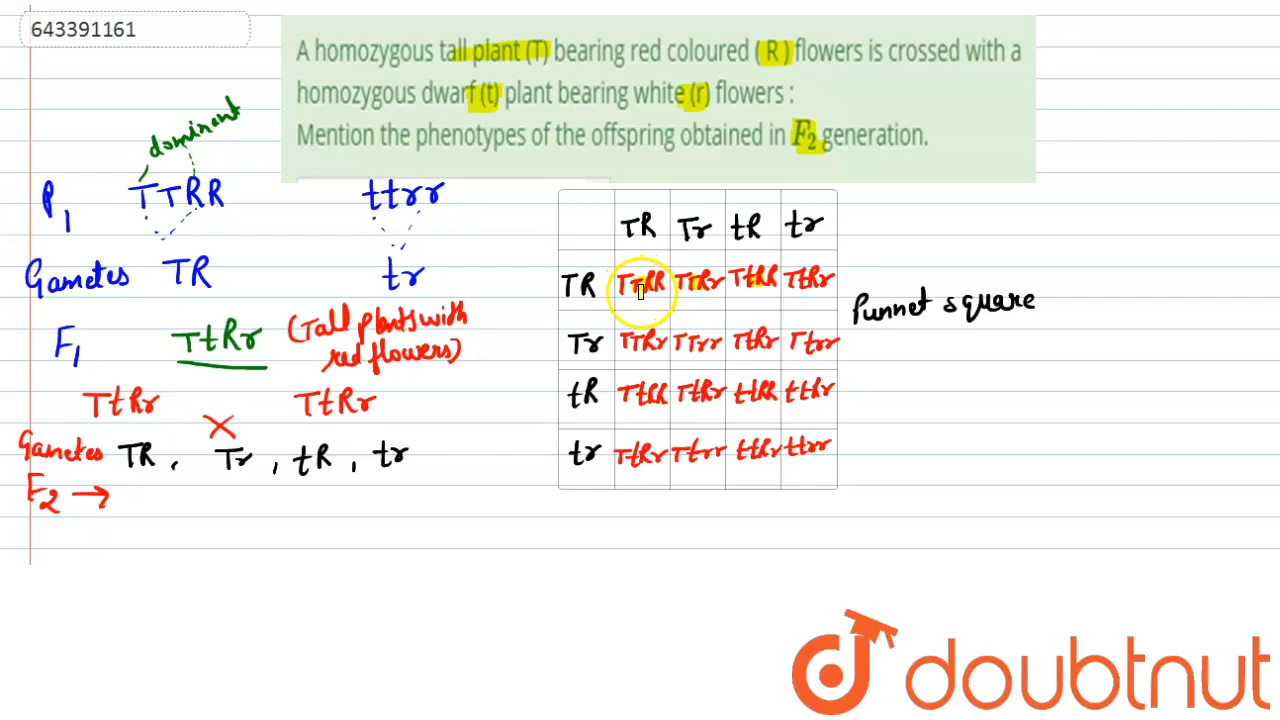 643391161
A homozygous tall plant (T) bearing red coloured ( R ) flowers is crossed with a
homozygous dwarf (t) plant bearing white (r) flowers :
Mention the phenotypes of the offspring obtained in F2 generation.
dominant
P1 TTRR ttrr
Gametes TR tr
F1 TtRr (Tall plants with
red flowers)
TtRr X TtRr
Gametes TR, Tr, tR, tr
F2 →
TR Tr tR tr
TR TTRR TTRr TtRR TtRr
Tr TTRr TTrr TtRr Ttrr
tR TtRR TtRr ttRR ttRr
tr TtRr Ttrr ttRr ttrr
Punnet square
doubtnut